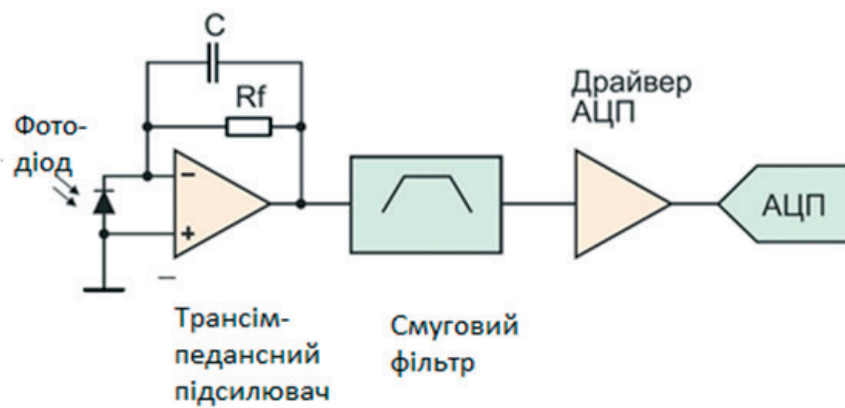 C
Rf
Фото-
діод
Драйвер
АЦП
АЦП
Трансім-
педансний
підсилювач
Смуговий
фільтр